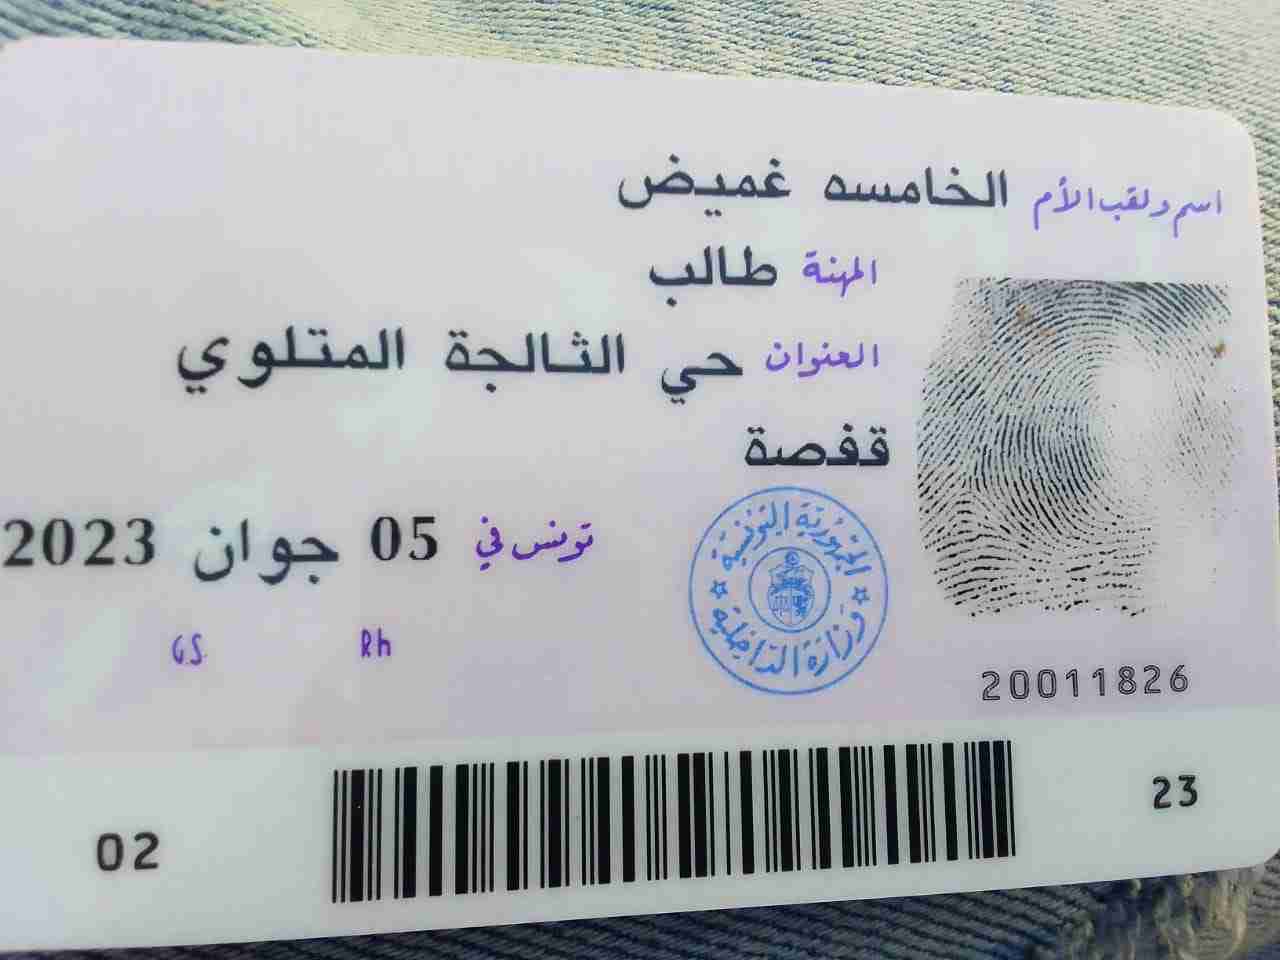 اسم ولقب الأم الخامسه غميض
المهنة طالب
العنوان حي الثالجة المتلوي
قفصة
تونس في 05 جوان 2023
الجمهورية التونسية
وزارة الداخلية
G.S. Rh
20011826
02 23